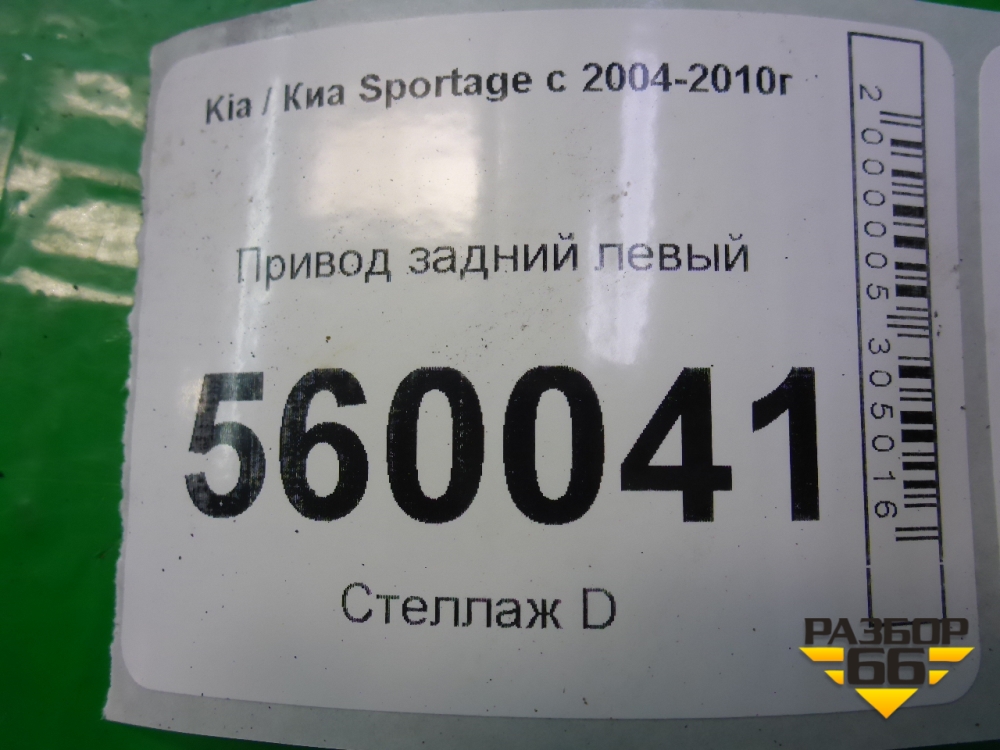 Kia / Киа Sportage с 2004-2010г
Привод задний левый
560041
Стеллаж D
2000005305016
РАЗБОР
66